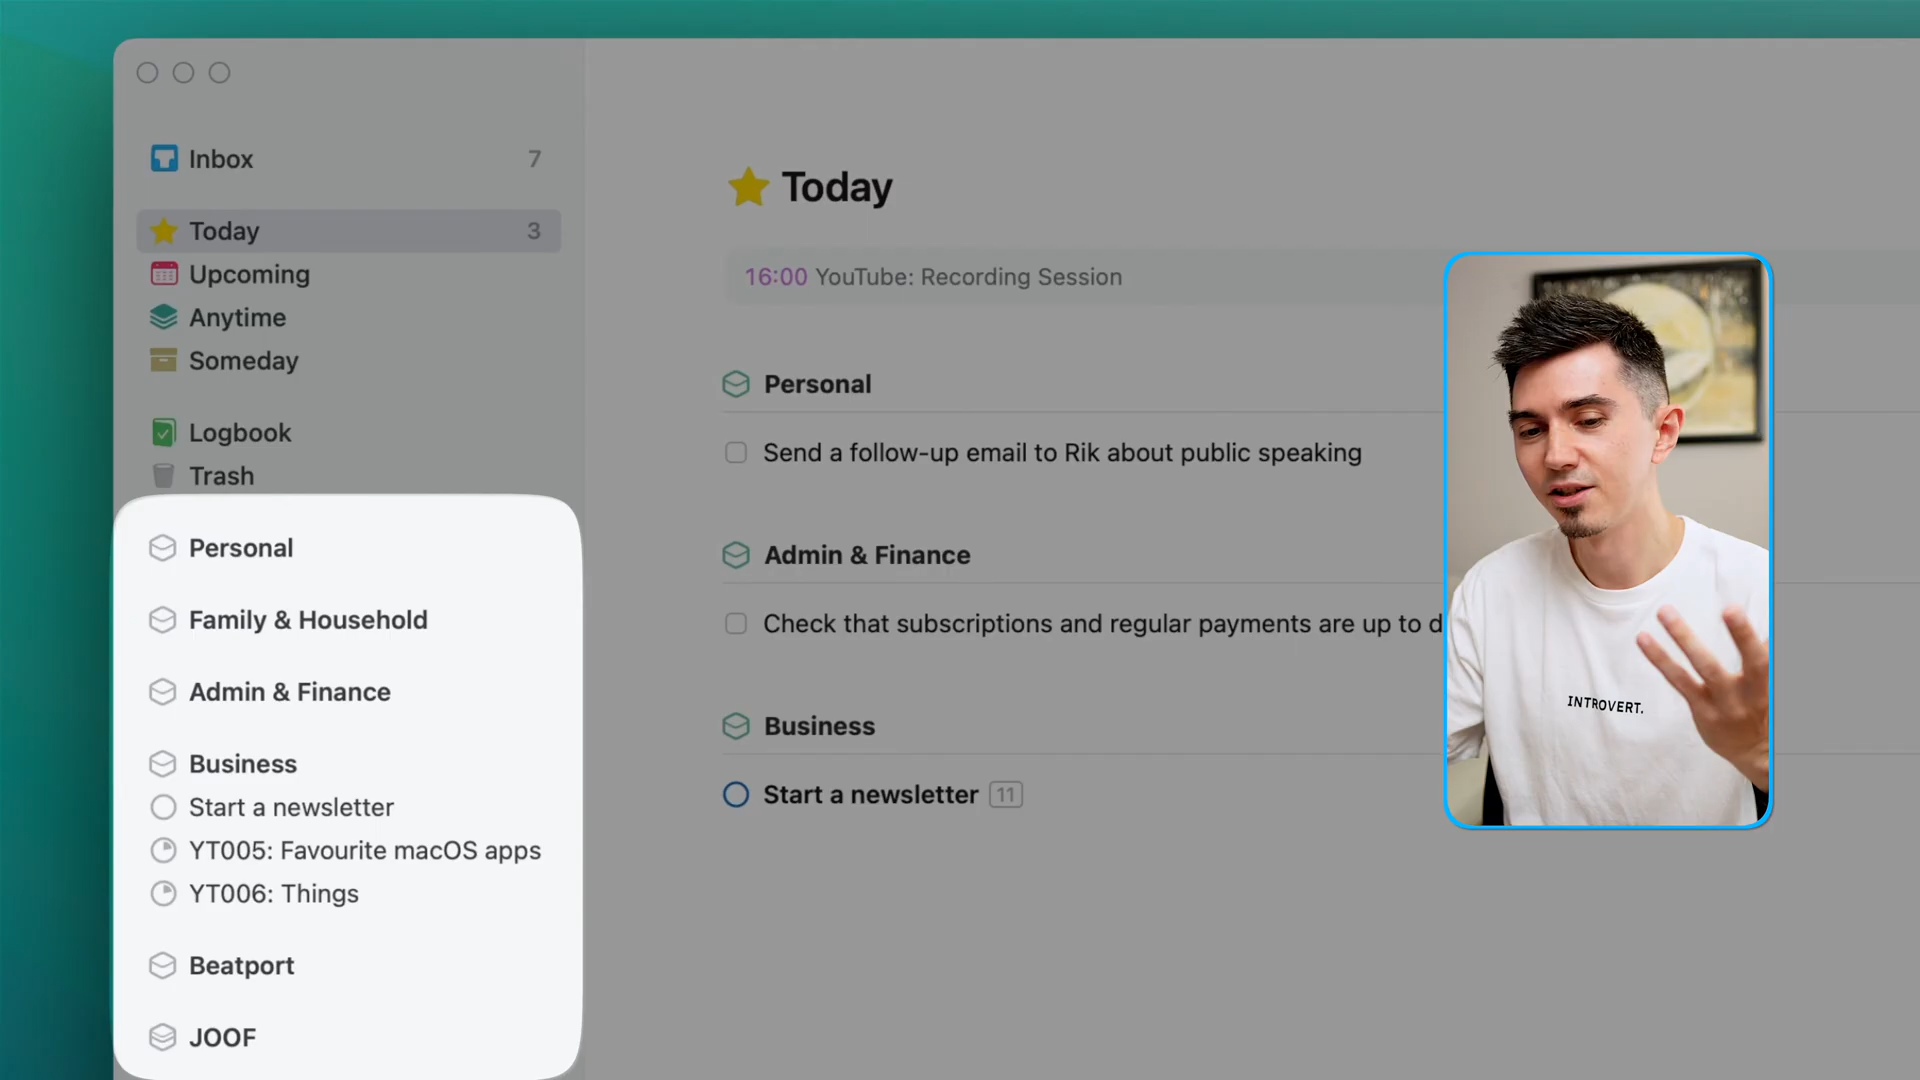 Inbox 7
Today 3
Upcoming
Anytime
Someday
Logbook
Trash
Personal
Family & Household
Admin & Finance
Business
Start a newsletter
YT005: Favourite macOS apps
YT006: Things
Beatport
JOOF
Today
16:00 YouTube: Recording Session
Personal
Send a follow-up email to Rik about public speaking
Admin & Finance
Check that subscriptions and regular payments are up to d
Business
Start a newsletter 11
INTROVERT.